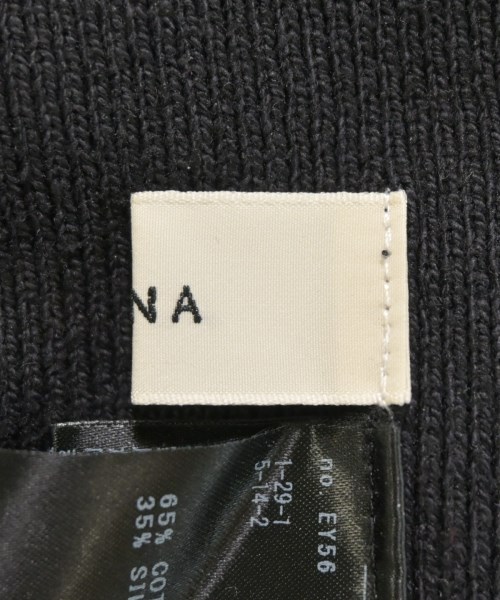 NA
no. EY56
1-29-1
5-14-2
65% COT
35% SI